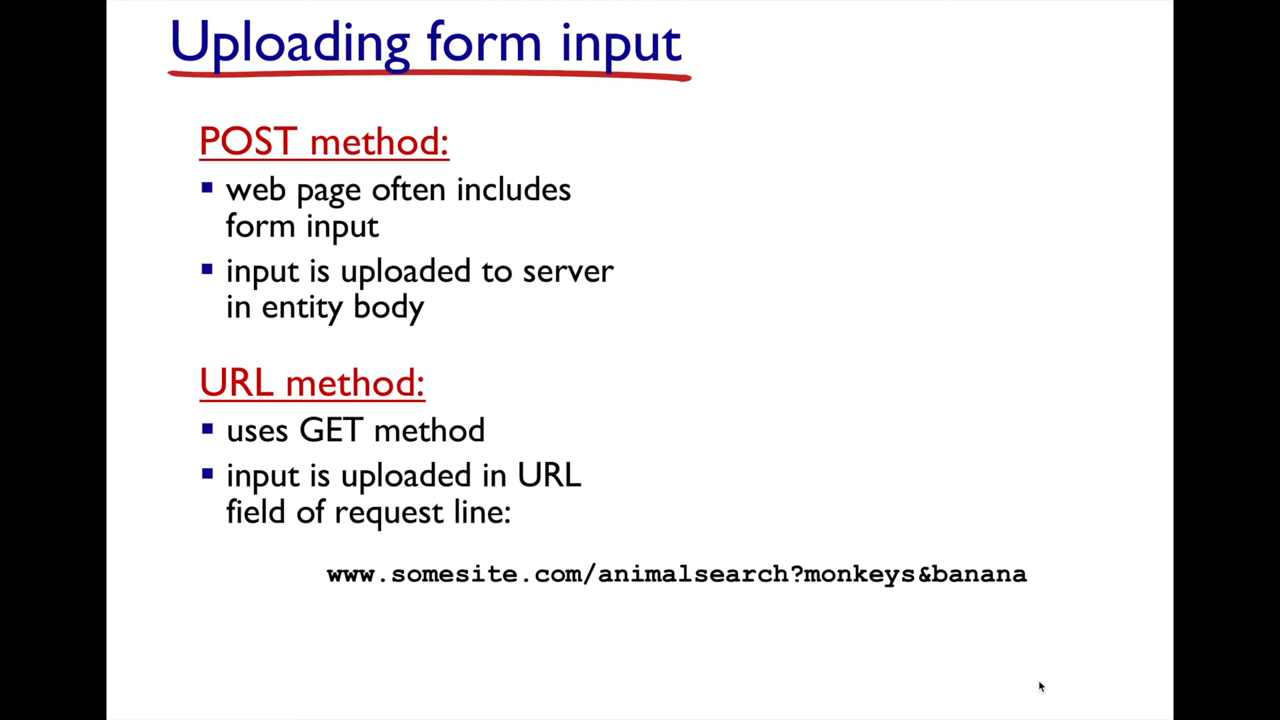 Uploading form input
POST method:
▪ web page often includes
form input
▪ input is uploaded to server
in entity body
URL method:
▪ uses GET method
▪ input is uploaded in URL
field of request line:
www.somesite.com/animalsearch?monkeys&banana